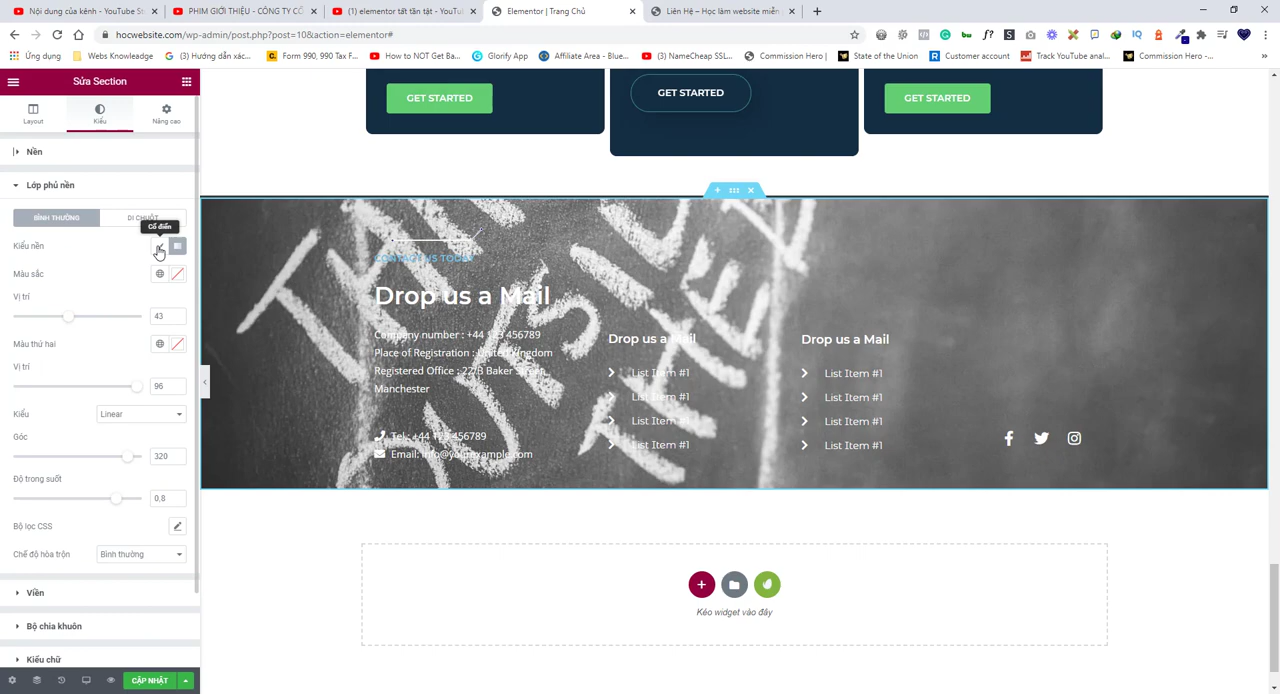 Nội dung của kênh - YouTube St
PHIM GIỚI THIỆU - CÔNG TY CỔ
(1) elementor tất tần tật - YouTu
Elementor | Trang Chủ
Liên Hệ – Học làm website miễn
hocwebsite.com/wp-admin/post.php?post=10&action=elementor#
Ứng dụng
Webs Knowleadge
(3) Hướng dẫn xác...
Form 990, 990 Tax F...
How to NOT Get Ba...
Glorify App
Affiliate Area – Buil...
(3) NameCheap SSL...
Commission Hero |
State of the Union
Customer account
Track YouTube anal...
Commission Hero -...
Sửa Section
Layout
Kiểu
Nâng cao
Nền
Lớp phủ nền
BÌNH THƯỜNG
DI CHUỘT
Cổ điển
Kiểu nền
Màu sắc
Vị trí
43
Màu thứ hai
Vị trí
96
Kiểu
Linear
Góc
320
Độ trong suốt
0,8
Bộ lọc CSS
Chế độ hòa trộn
Bình thường
Viền
Bộ chia khuôn
Kiểu chữ
CẬP NHẬT
GET STARTED
GET STARTED
GET STARTED
CONTACT US TODAY
Drop us a Mail
Company number : +44 123 456789
Place of Registration : United Kingdom
Registered Office : 22/B Baker Street,
Manchester
Tel : +44 123 456789
Email: info@yourexample.com
Drop us a Mail
List Item #1
List Item #1
List Item #1
List Item #1
Drop us a Mail
List Item #1
List Item #1
List Item #1
List Item #1
Kéo widget vào đây